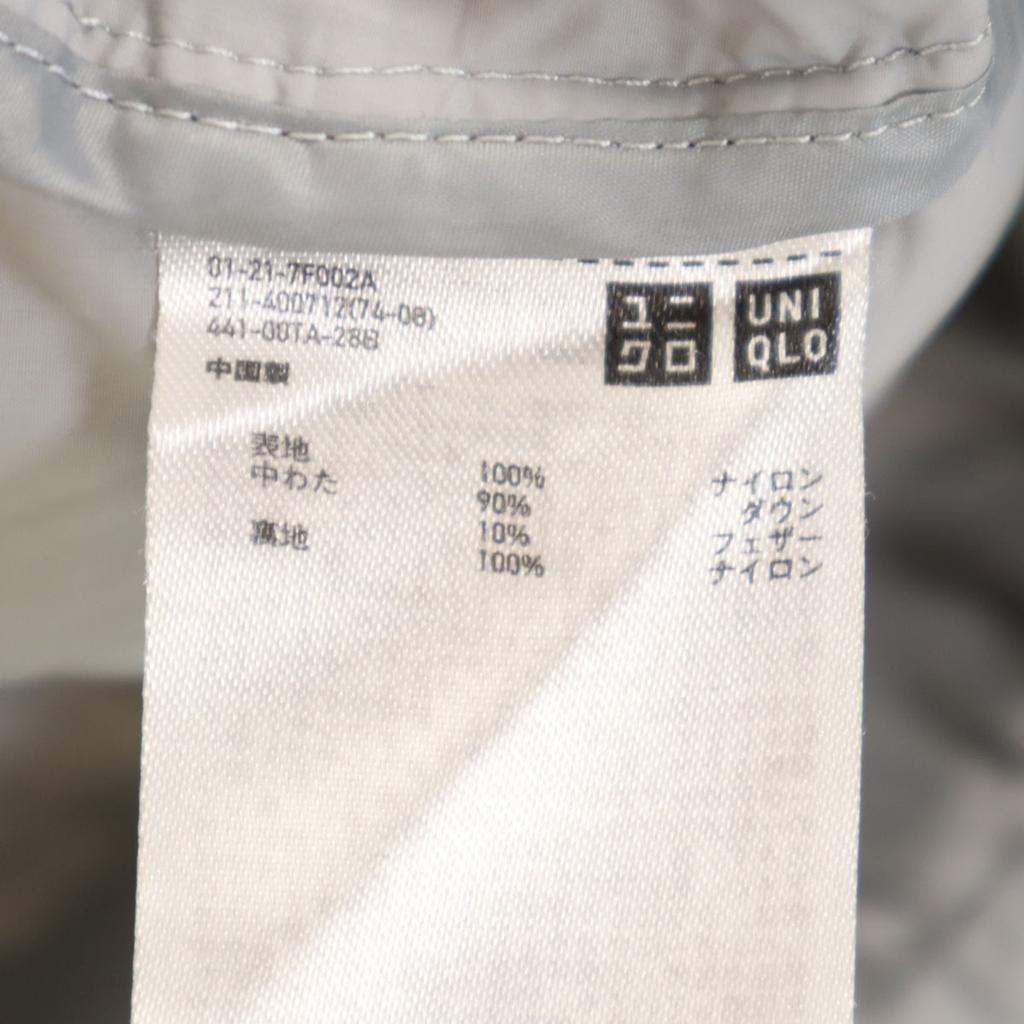 01-21-7F002A
211-400712(74-08)
441-00TA-28B
中国製
ユニ
クロ
UNI
QLO
表地 100% ナイロン
中わた 90% ダウン
10% フェザー
裏地 100% ナイロン